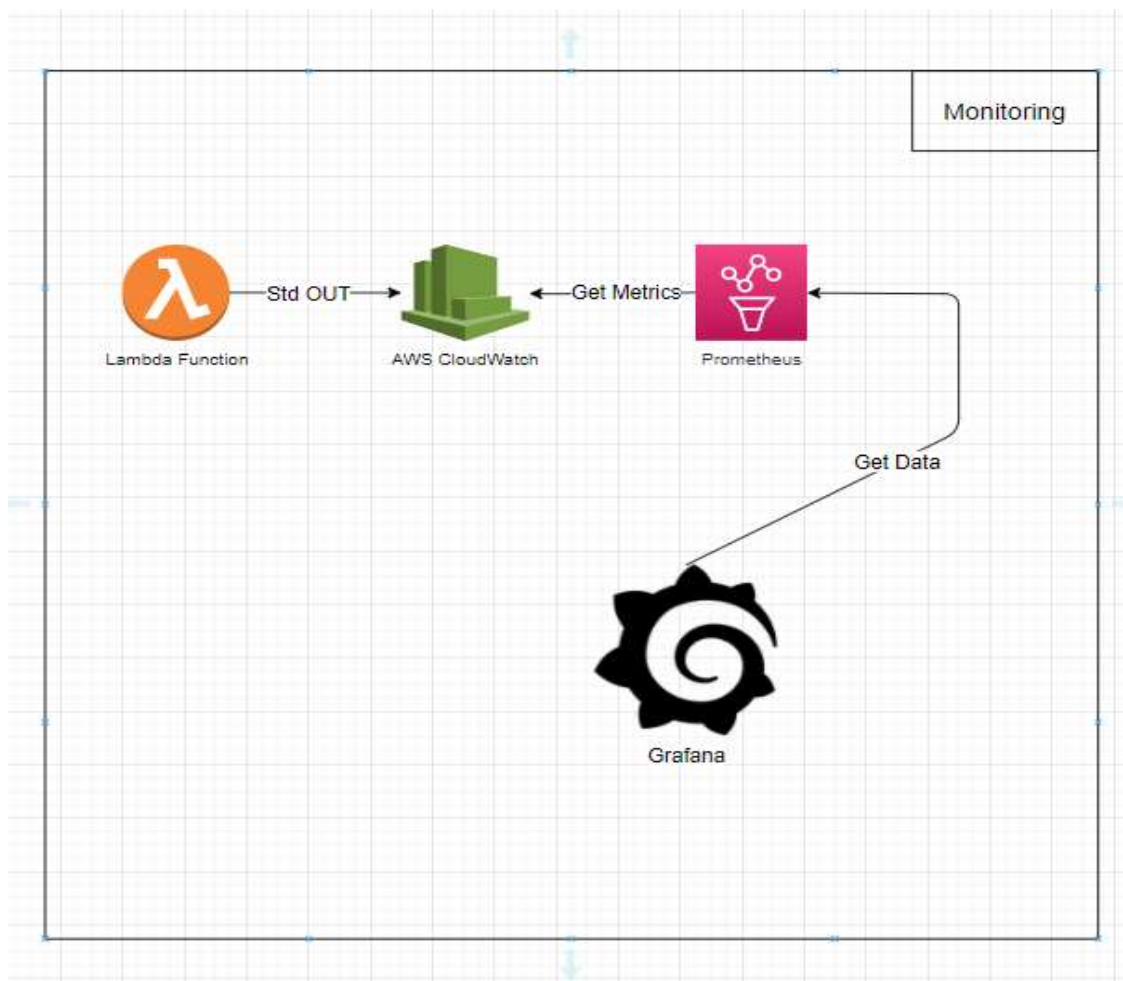 Monitoring
Std OUT
Get Metrics
Lambda Function
AWS CloudWatch
Prometheus
Get Data
Grafana